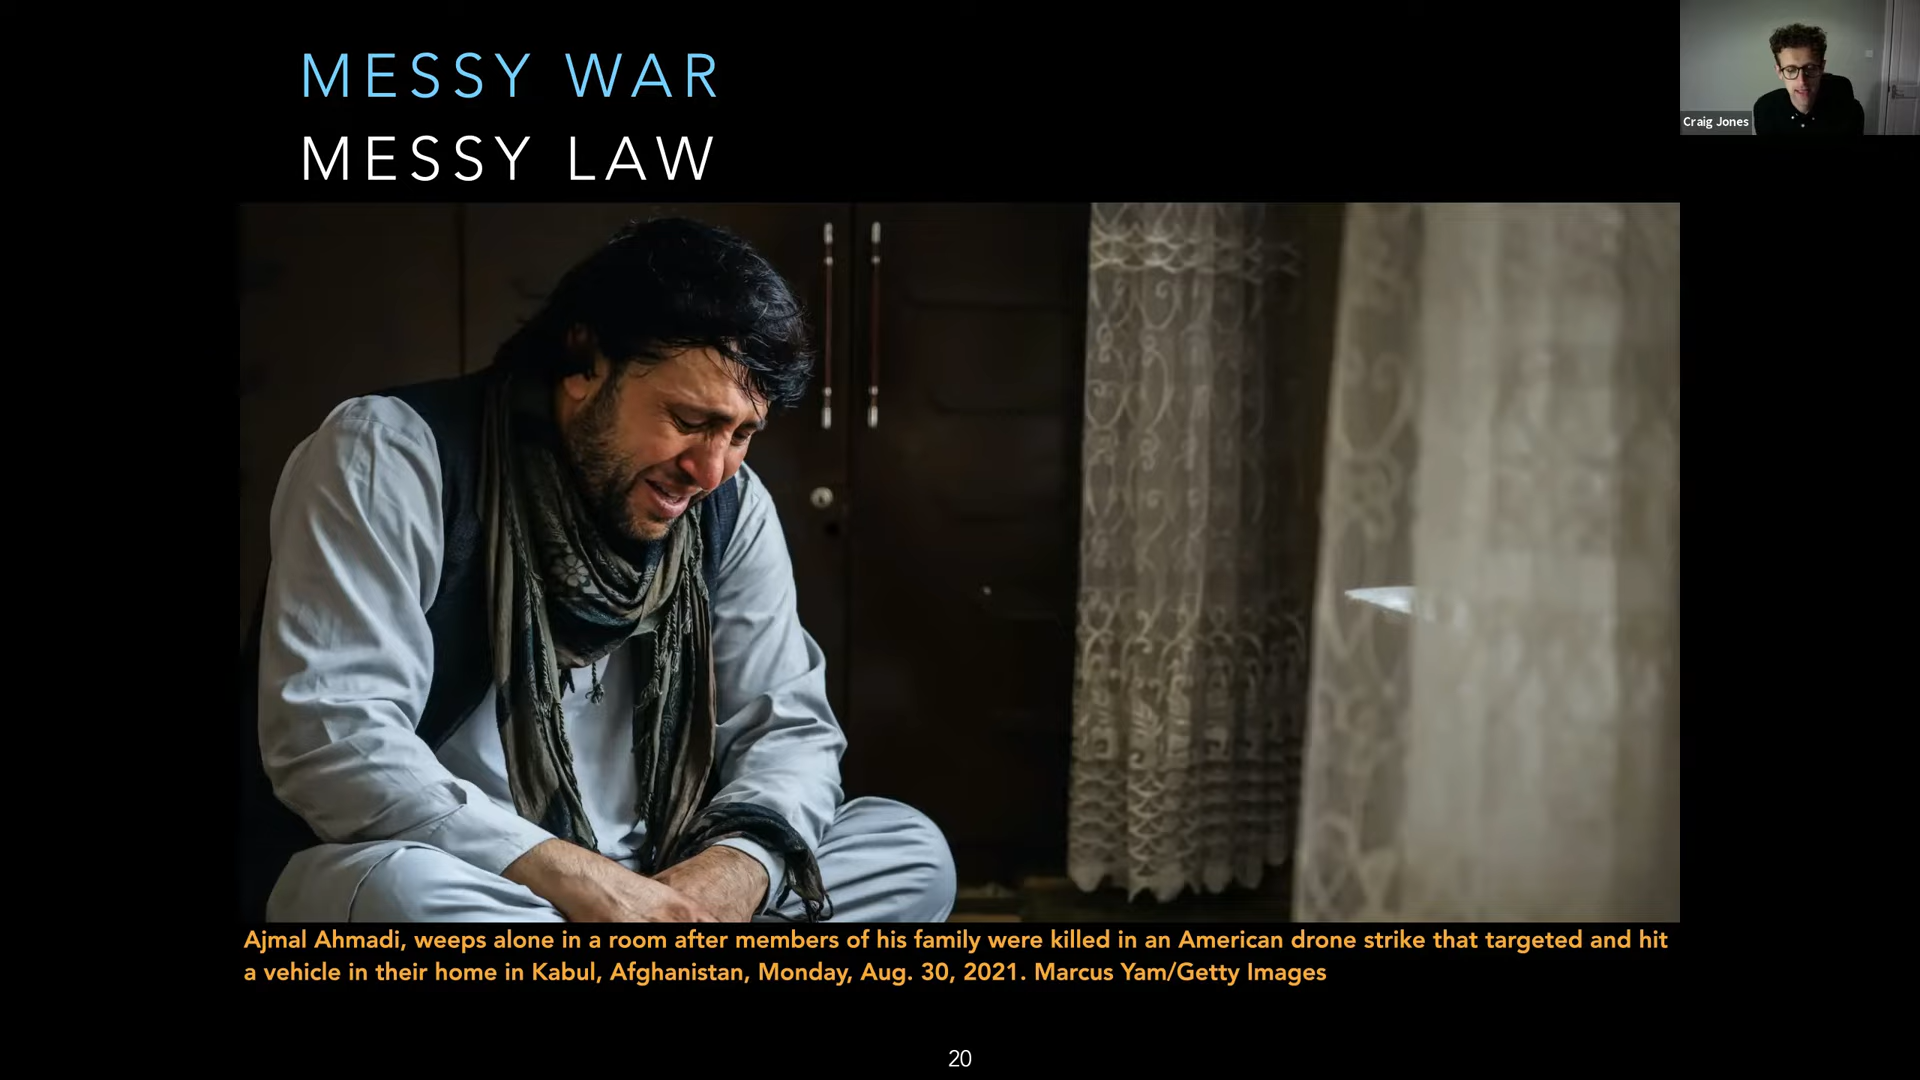 MESSY WAR
MESSY LAW
Craig Jones
Ajmal Ahmadi, weeps alone in a room after members of his family were killed in an American drone strike that targeted and hit
a vehicle in their home in Kabul, Afghanistan, Monday, Aug. 30, 2021. Marcus Yam/Getty Images
20